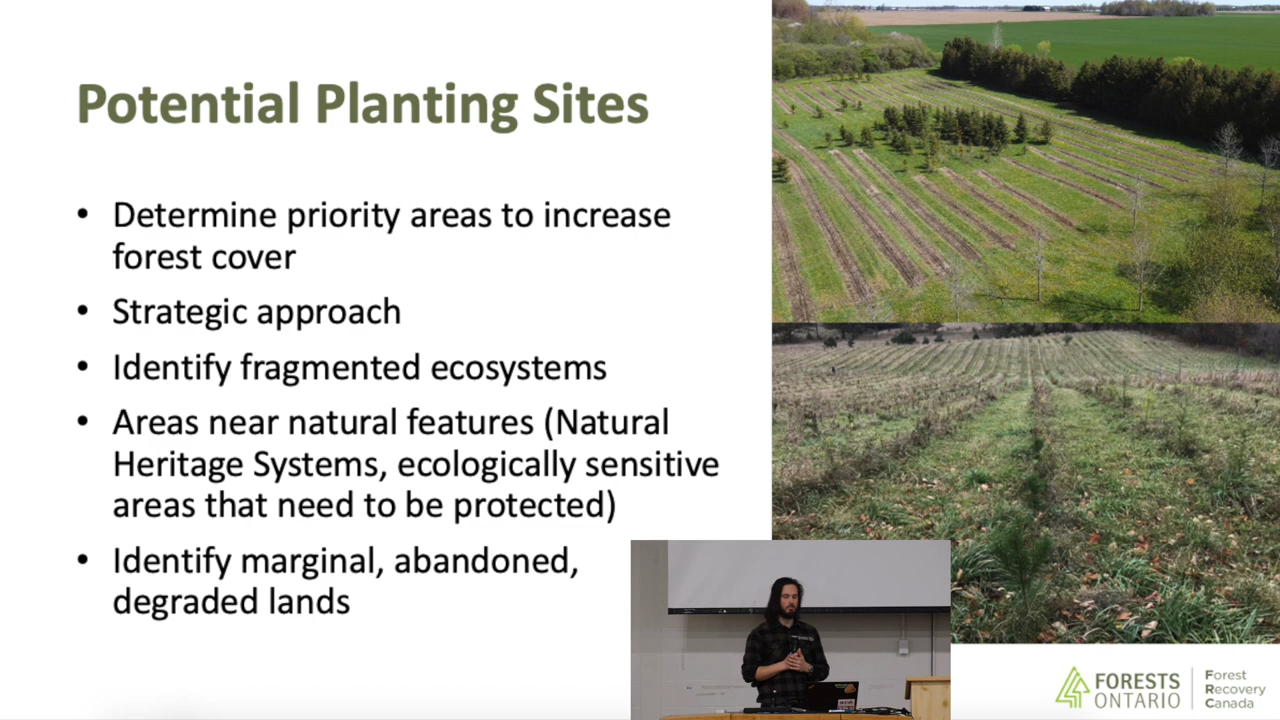 Potential Planting Sites
• Determine priority areas to increase
forest cover
• Strategic approach
• Identify fragmented ecosystems
• Areas near natural features (Natural
Heritage Systems, ecologically sensitive
areas that need to be protected)
• Identify marginal, abandoned,
degraded lands
FORESTS
ONTARIO
Forest
Recovery
Canada